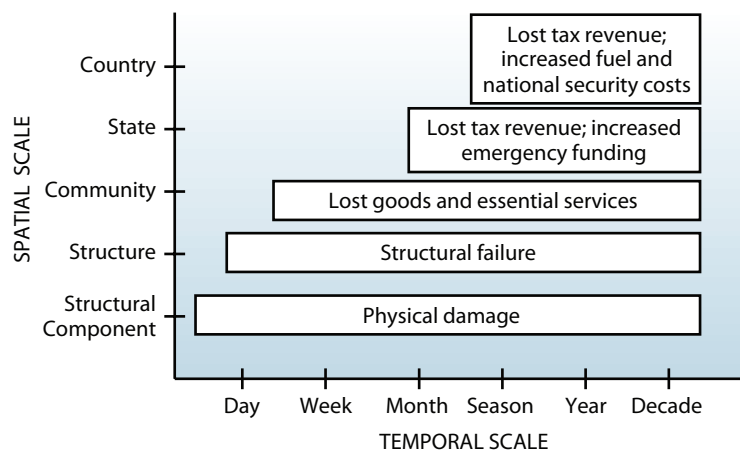 Lost tax revenue;
increased fuel and
national security costs
Country
State
Lost tax revenue; increased
emergency funding
Community
Lost goods and essential services
SPATIAL SCALE
Structure
Structural failure
Structural
Component
Physical damage
Day
Week
Month
Season
Year
Decade
TEMPORAL SCALE